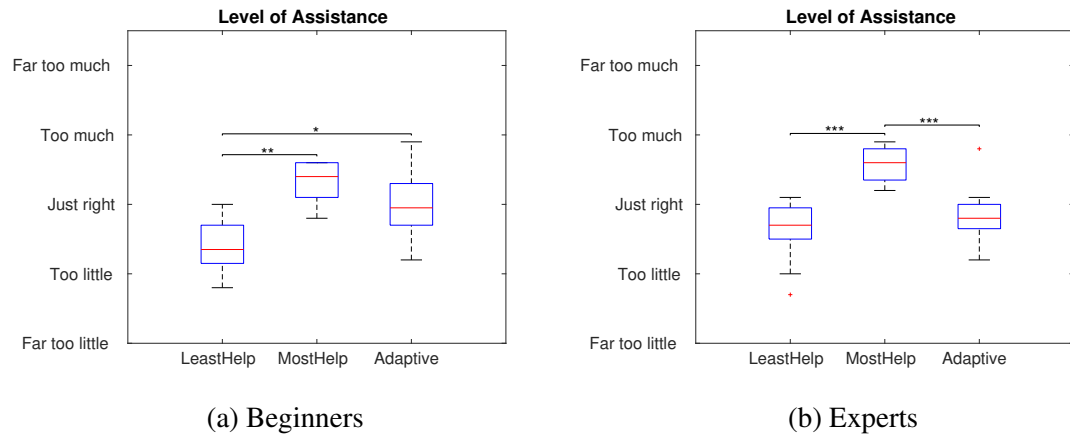 Level of Assistance
Far too much
Too much
Just right
Too little
Far too little
*
**
LeastHelp MostHelp Adaptive
(a) Beginners
Level of Assistance
Far too much
Too much
Just right
Too little
Far too little
*** ***
LeastHelp MostHelp Adaptive
(b) Experts